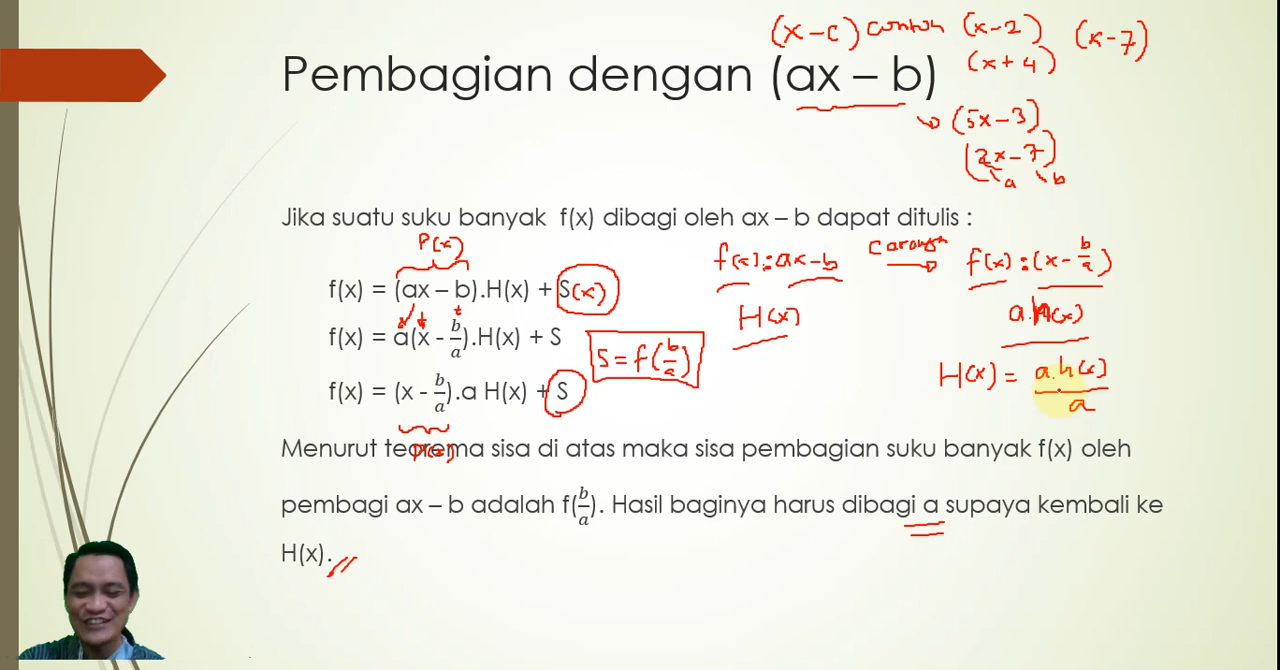 (x-c) contoh (x-2) (x-7)
(x+4)
Pembagian dengan (ax – b)
(5x-3)
(2x-7)
a b
Jika suatu suku banyak f(x) dibagi oleh ax – b dapat ditulis :
P(x)
f(x) : ax-b
f(x) : (x - b/a)
f(x) = (ax – b).H(x) + S(x)
H(x)
a.h(x)
f(x) = a(x - b/a).H(x) + S
S = f(b/a)
H(x) = a.h(x)/a
f(x) = (x - b/a).a H(x) + S
Menurut teorema sisa di atas maka sisa pembagian suku banyak f(x) oleh
pembagi ax – b adalah f(b/a). Hasil baginya harus dibagi a supaya kembali ke
H(x).